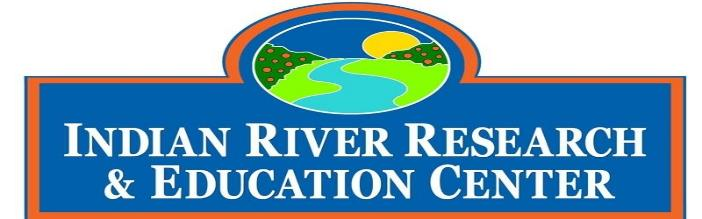 INDIAN RIVER RESEARCH
& EDUCATION CENTER